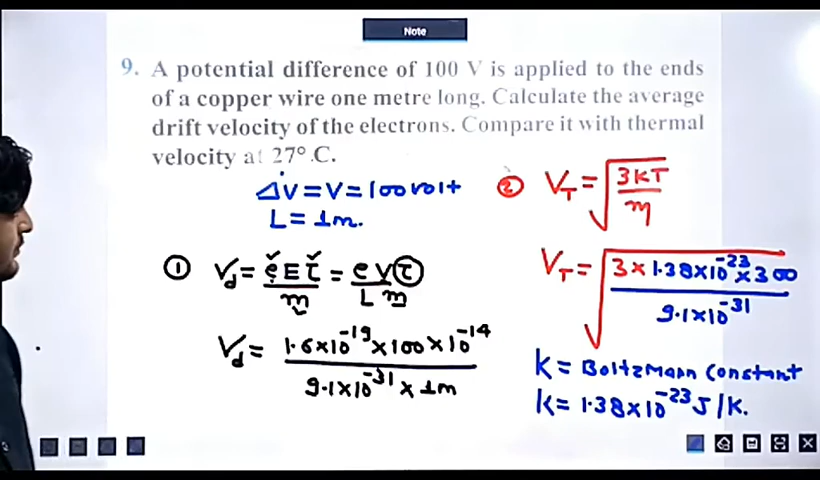 Note
9. A potential difference of 100 V is applied to the ends
of a copper wire one metre long. Calculate the average
drift velocity of the electrons. Compare it with thermal
velocity at 27° C.
ΔV = V = 100 volt
L = 1m.
① Vd = eEτ/m = eVτ/Lm
Vd = 1.6×10^-19 × 100 × 10^-14 / 9.1×10^-31 × 1m
② V_T = √(3KT/m)
V_T = √(3 × 1.38×10^-23 × 300 / 9.1×10^-31)
K = Boltzmann Constant
K = 1.38×10^-23 J/K.